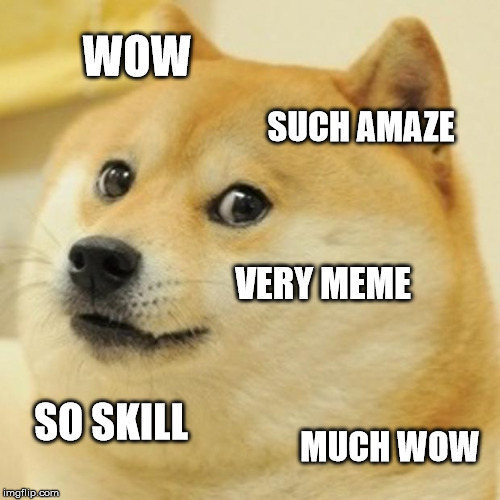 WOW
SUCH AMAZE
VERY MEME
SO SKILL
MUCH WOW
imgflip.com